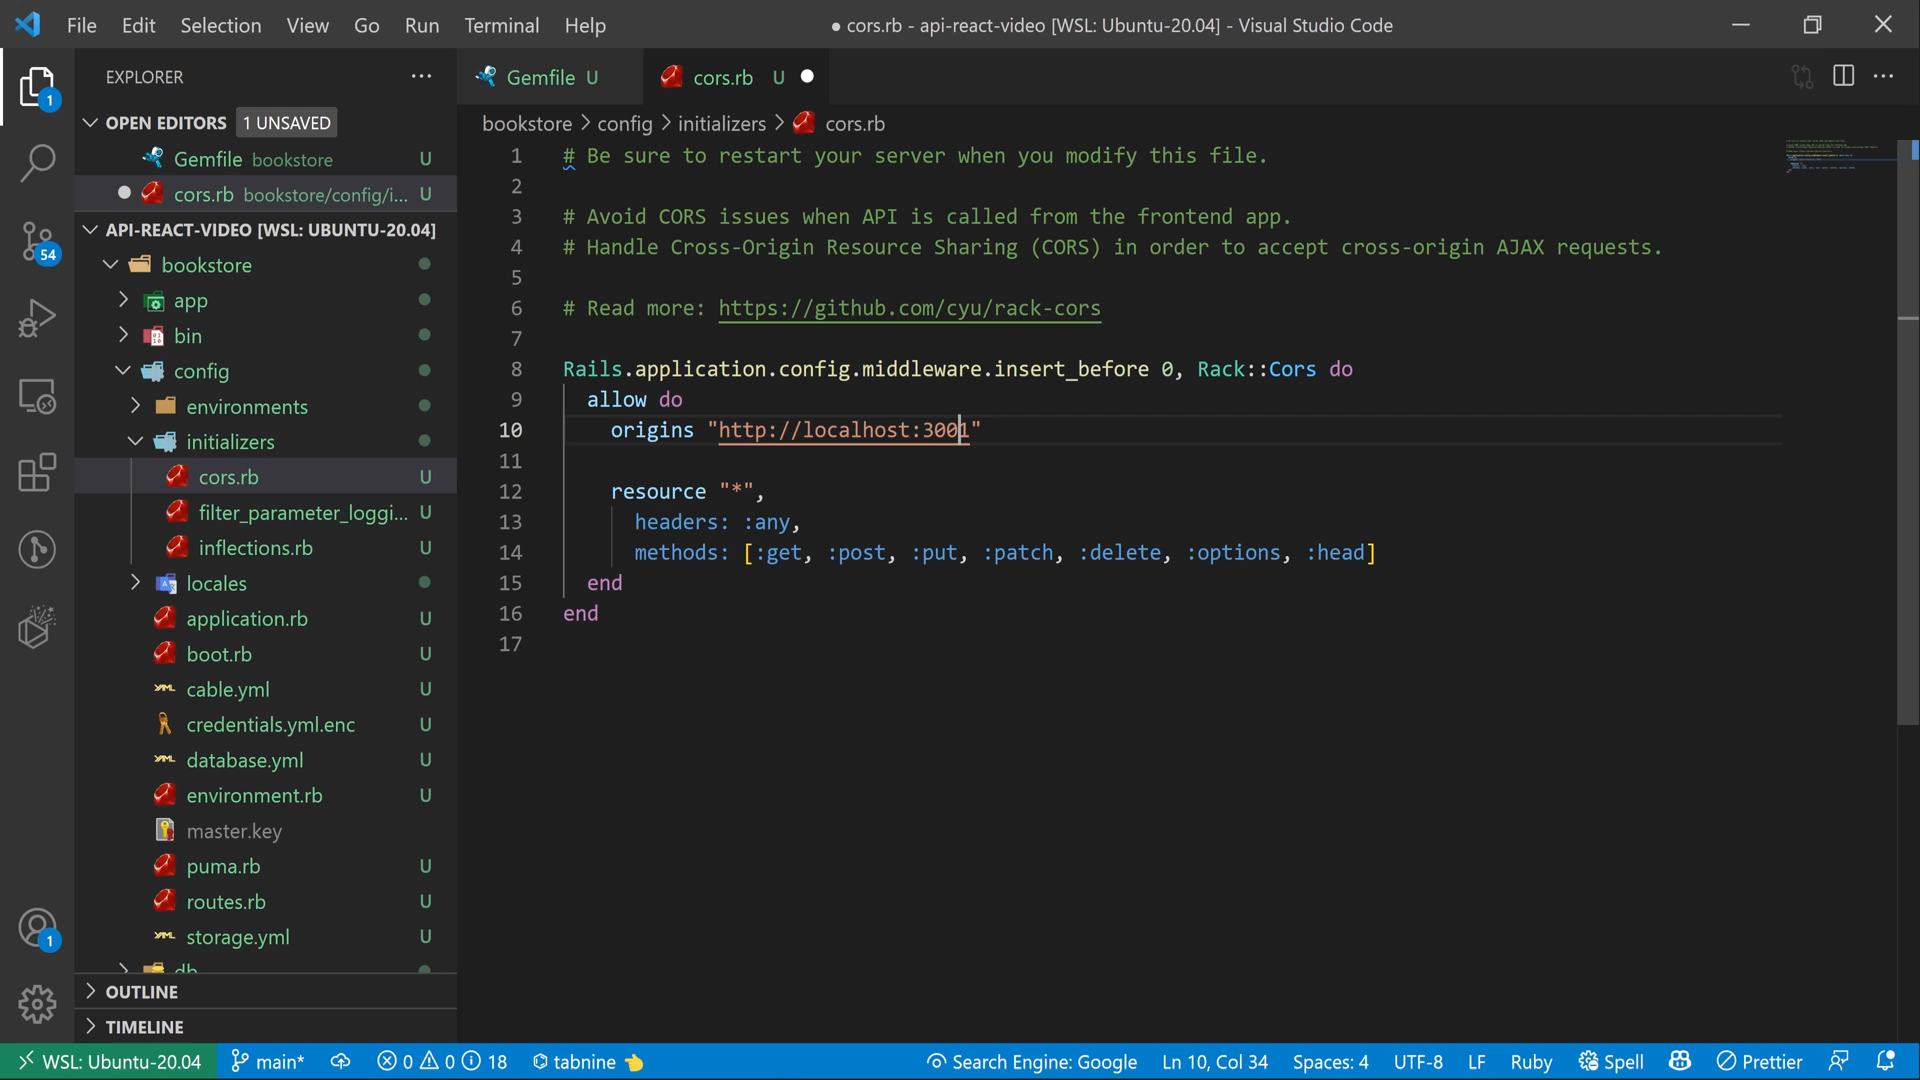 File Edit Selection View Go Run Terminal Help
● cors.rb - api-react-video [WSL: Ubuntu-20.04] - Visual Studio Code
EXPLORER
OPEN EDITORS 1 UNSAVED
Gemfile bookstore U
cors.rb bookstore/config/i... U
API-REACT-VIDEO [WSL: UBUNTU-20.04]
bookstore
app
bin
config
environments
initializers
cors.rb U
filter_parameter_loggi... U
inflections.rb U
locales
application.rb U
boot.rb U
cable.yml U
credentials.yml.enc U
database.yml U
environment.rb U
master.key
puma.rb U
routes.rb U
storage.yml U
db
OUTLINE
TIMELINE
1
54
1
Gemfile U
cors.rb U
bookstore > config > initializers > cors.rb
1 # Be sure to restart your server when you modify this file.
2
3 # Avoid CORS issues when API is called from the frontend app.
4 # Handle Cross-Origin Resource Sharing (CORS) in order to accept cross-origin AJAX requests.
5
6 # Read more: https://github.com/cyu/rack-cors
7
8 Rails.application.config.middleware.insert_before 0, Rack::Cors do
9 allow do
10 origins "http://localhost:3001"
11
12 resource "*",
13 headers: :any,
14 methods: [:get, :post, :put, :patch, :delete, :options, :head]
15 end
16 end
17
WSL: Ubuntu-20.04 main* 0 0 18 tabnine Search Engine: Google Ln 10, Col 34 Spaces: 4 UTF-8 LF Ruby Spell Prettier